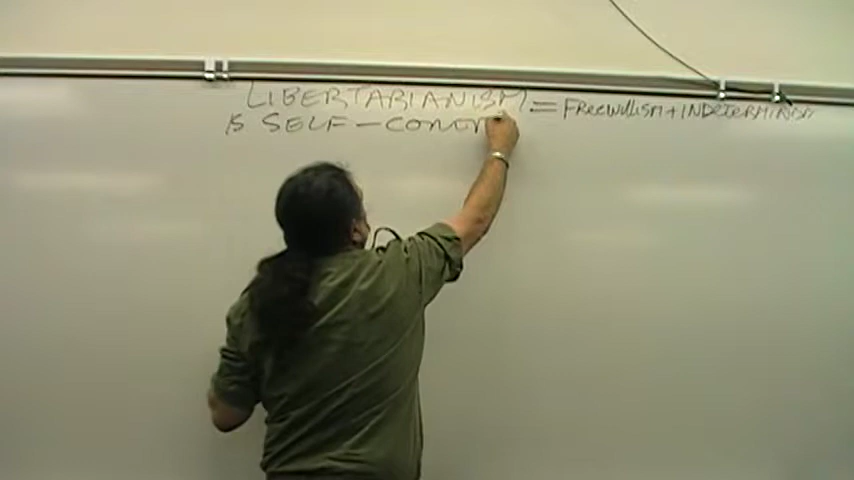 LIBERTARIANISM = FreewillISM + INDETERMINISM
IS SELF-CONTR